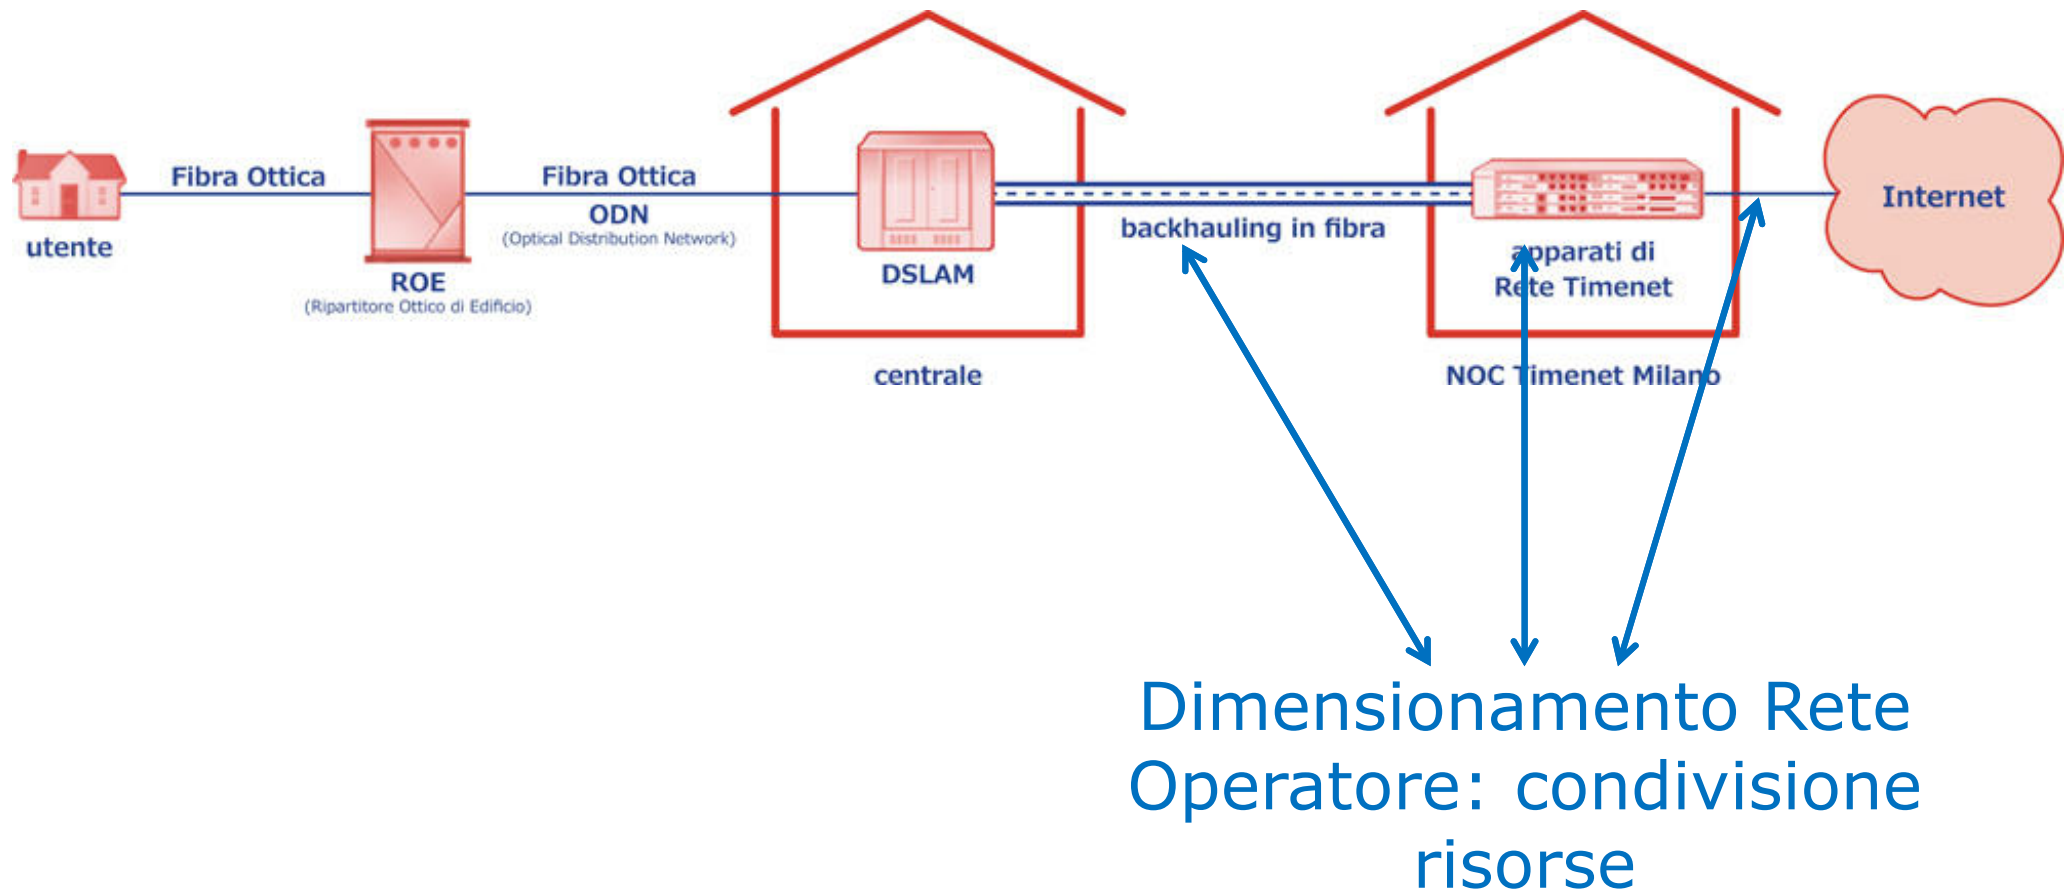 Fibra Ottica
Fibra Ottica
ODN
(Optical Distribution Network)
utente
ROE
(Ripartitore Ottico di Edificio)
DSLAM
centrale
backhauling in fibra
apparati di
Rete Timenet
NOC Timenet Milano
Internet
Dimensionamento Rete
Operatore: condivisione
risorse